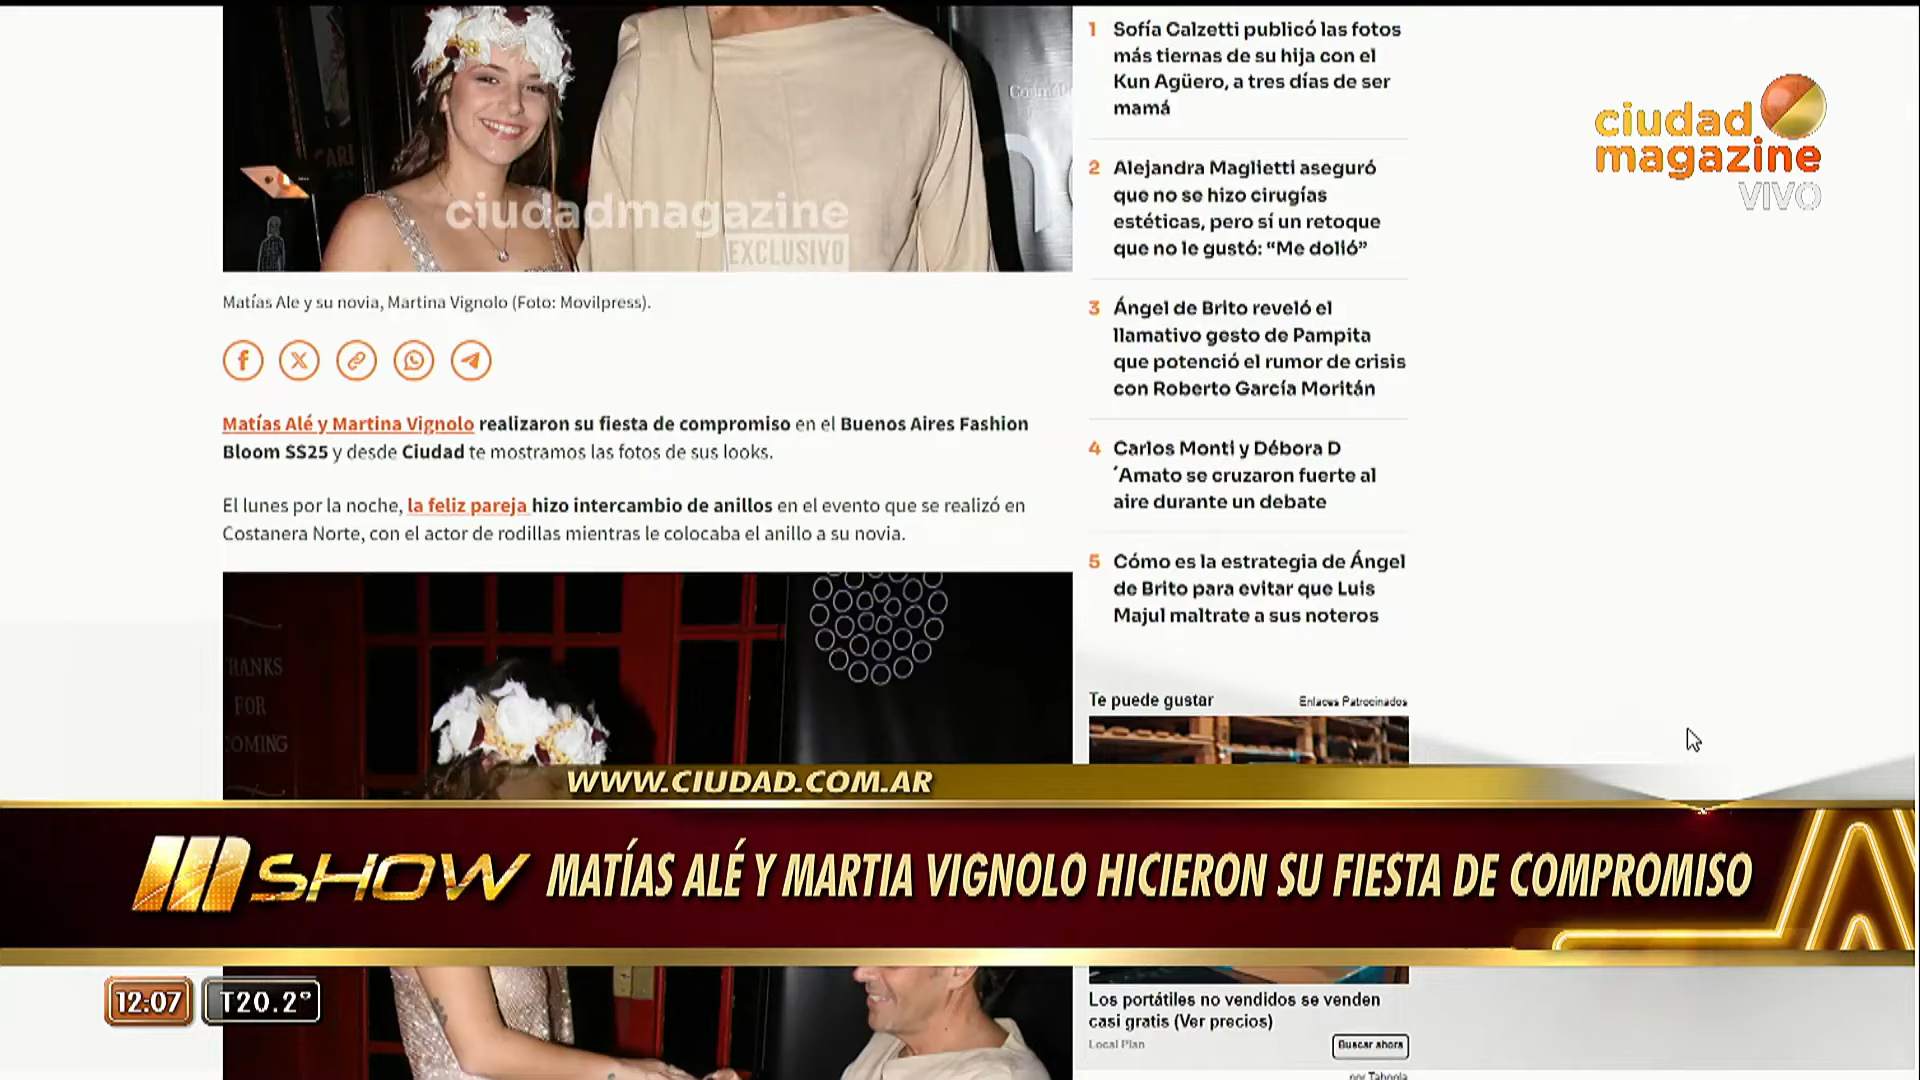 ciudadmagazine
EXCLUSIVO
Matías Ale y su novia, Martina Vignolo (Foto: Movilpress).
Matías Alé y Martina Vignolo realizaron su fiesta de compromiso en el Buenos Aires Fashion
Bloom SS25 y desde Ciudad te mostramos las fotos de sus looks.
El lunes por la noche, la feliz pareja hizo intercambio de anillos en el evento que se realizó en
Costanera Norte, con el actor de rodillas mientras le colocaba el anillo a su novia.
HANKS
FOR
COMING
1 Sofía Calzetti publicó las fotos
más tiernas de su hija con el
Kun Agüero, a tres días de ser
mamá
2 Alejandra Maglietti aseguró
que no se hizo cirugías
estéticas, pero sí un retoque
que no le gustó: “Me dolió”
3 Ángel de Brito reveló el
llamativo gesto de Pampita
que potenció el rumor de crisis
con Roberto García Moritán
4 Carlos Monti y Débora D
´Amato se cruzaron fuerte al
aire durante un debate
5 Cómo es la estrategia de Ángel
de Brito para evitar que Luis
Majul maltrate a sus noteros
Te puede gustar
Enlaces Patrocinados
Los portátiles no vendidos se venden
casi gratis (Ver precios)
Local Plan
Buscar ahora
por Taboola
ciudad
magazine
VIVO
WWW.CIUDAD.COM.AR
SHOW
MATÍAS ALÉ Y MARTIA VIGNOLO HICIERON SU FIESTA DE COMPROMISO
12:07
T20.2°